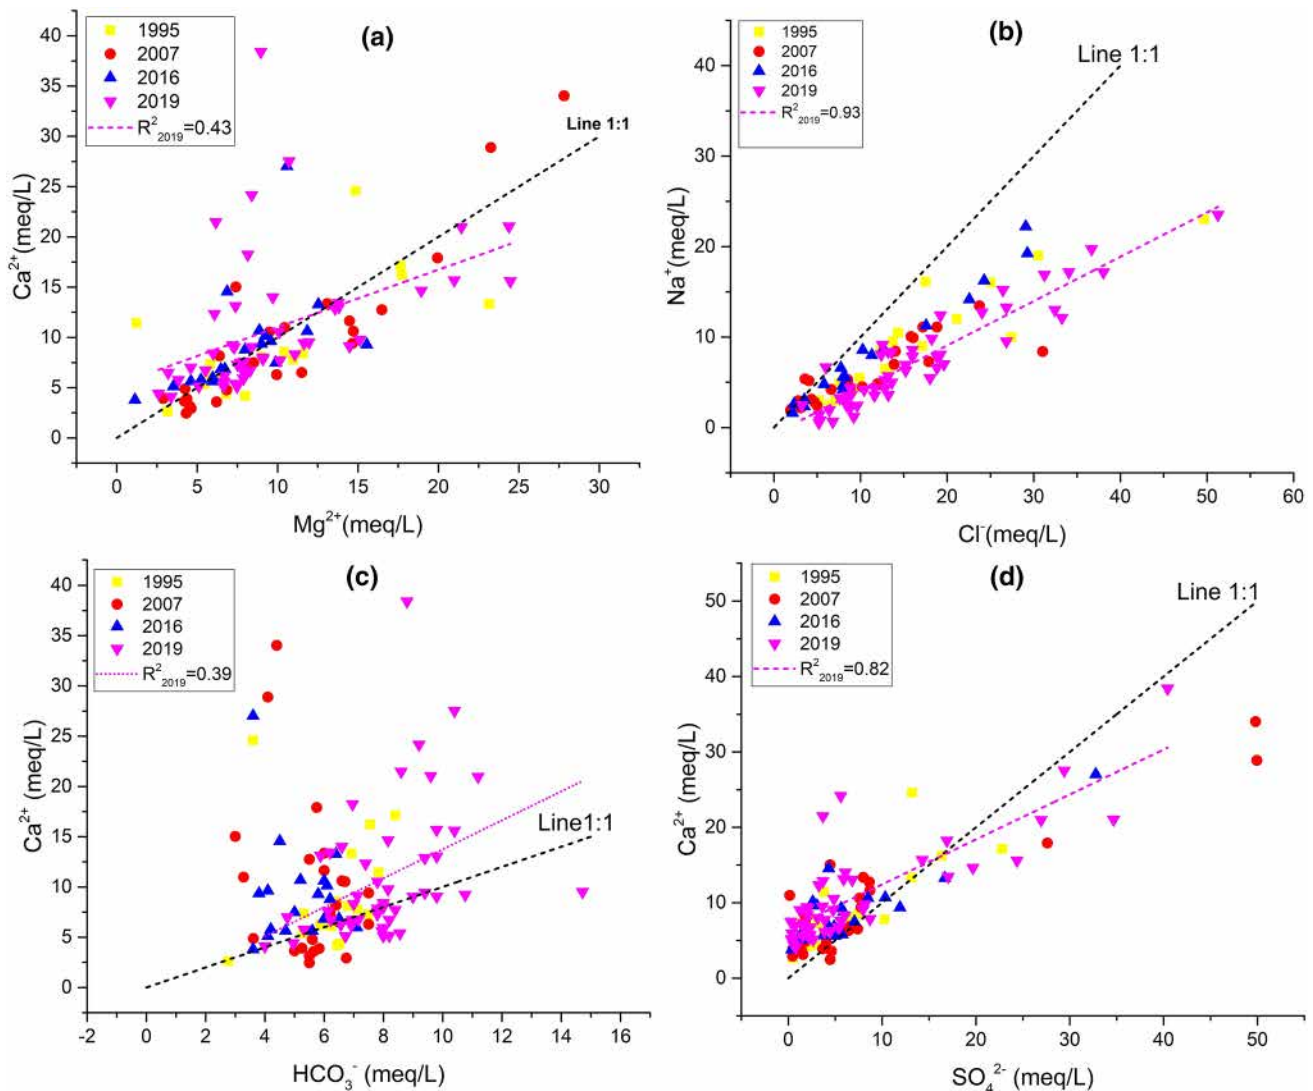 (a)
1995
2007
2016
2019
R²₂₀₁₉=0.43
Line 1:1
Ca²⁺(meq/L)
40
35
30
25
20
15
10
5
0
0 5 10 15 20 25 30
Mg²⁺(meq/L)
(b)
1995
2007
2016
2019
R²₂₀₁₉=0.93
Line 1:1
Na⁺(meq/L)
40
30
20
10
0
0 10 20 30 40 50 60
Cl⁻(meq/L)
(c)
1995
2007
2016
2019
R²₂₀₁₉=0.39
Line1:1
Ca²⁺ (meq/L)
40
35
30
25
20
15
10
5
0
-2 0 2 4 6 8 10 12 14 16
HCO₃⁻ (meq/L)
(d)
1995
2007
2016
2019
R²₂₀₁₉=0.82
Line 1:1
Ca²⁺ (meq/L)
50
40
30
20
10
0
0 10 20 30 40 50
SO₄²⁻ (meq/L)